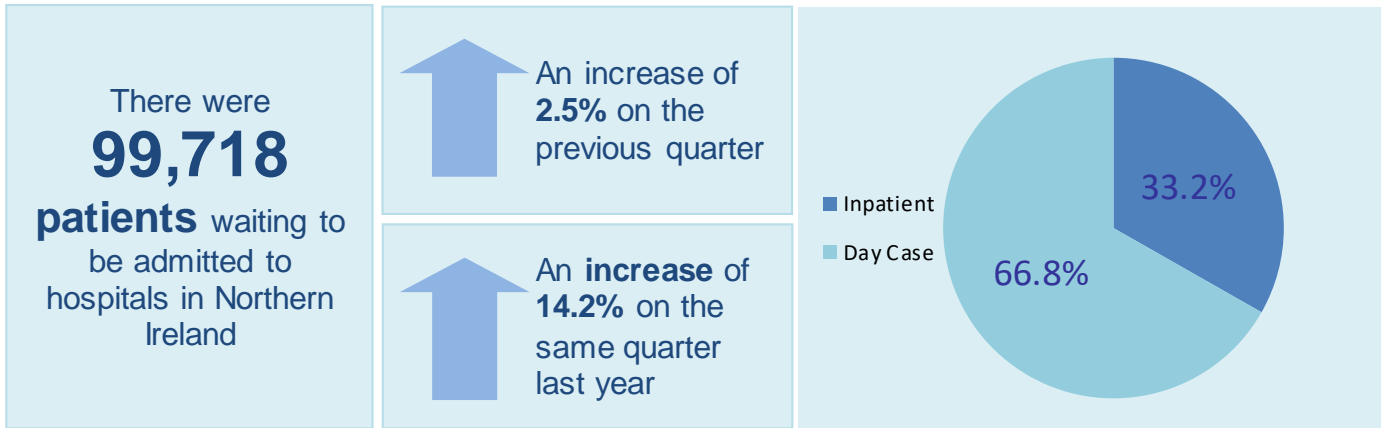 There were
99,718
patients waiting to
be admitted to
hospitals in Northern
Ireland
An increase of
2.5% on the
previous quarter
An increase of
14.2% on the
same quarter
last year
Inpatient
Day Case
33.2%
66.8%